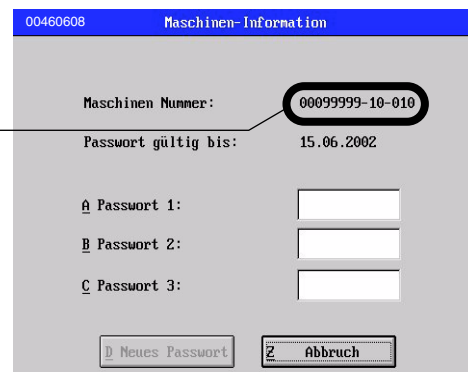 00460608 Maschinen-Information
Maschinen Nummer: 00099999-10-010
Passwort gültig bis: 15.06.2002
A Passwort 1:
B Passwort 2:
C Passwort 3:
D Neues Passwort Z Abbruch